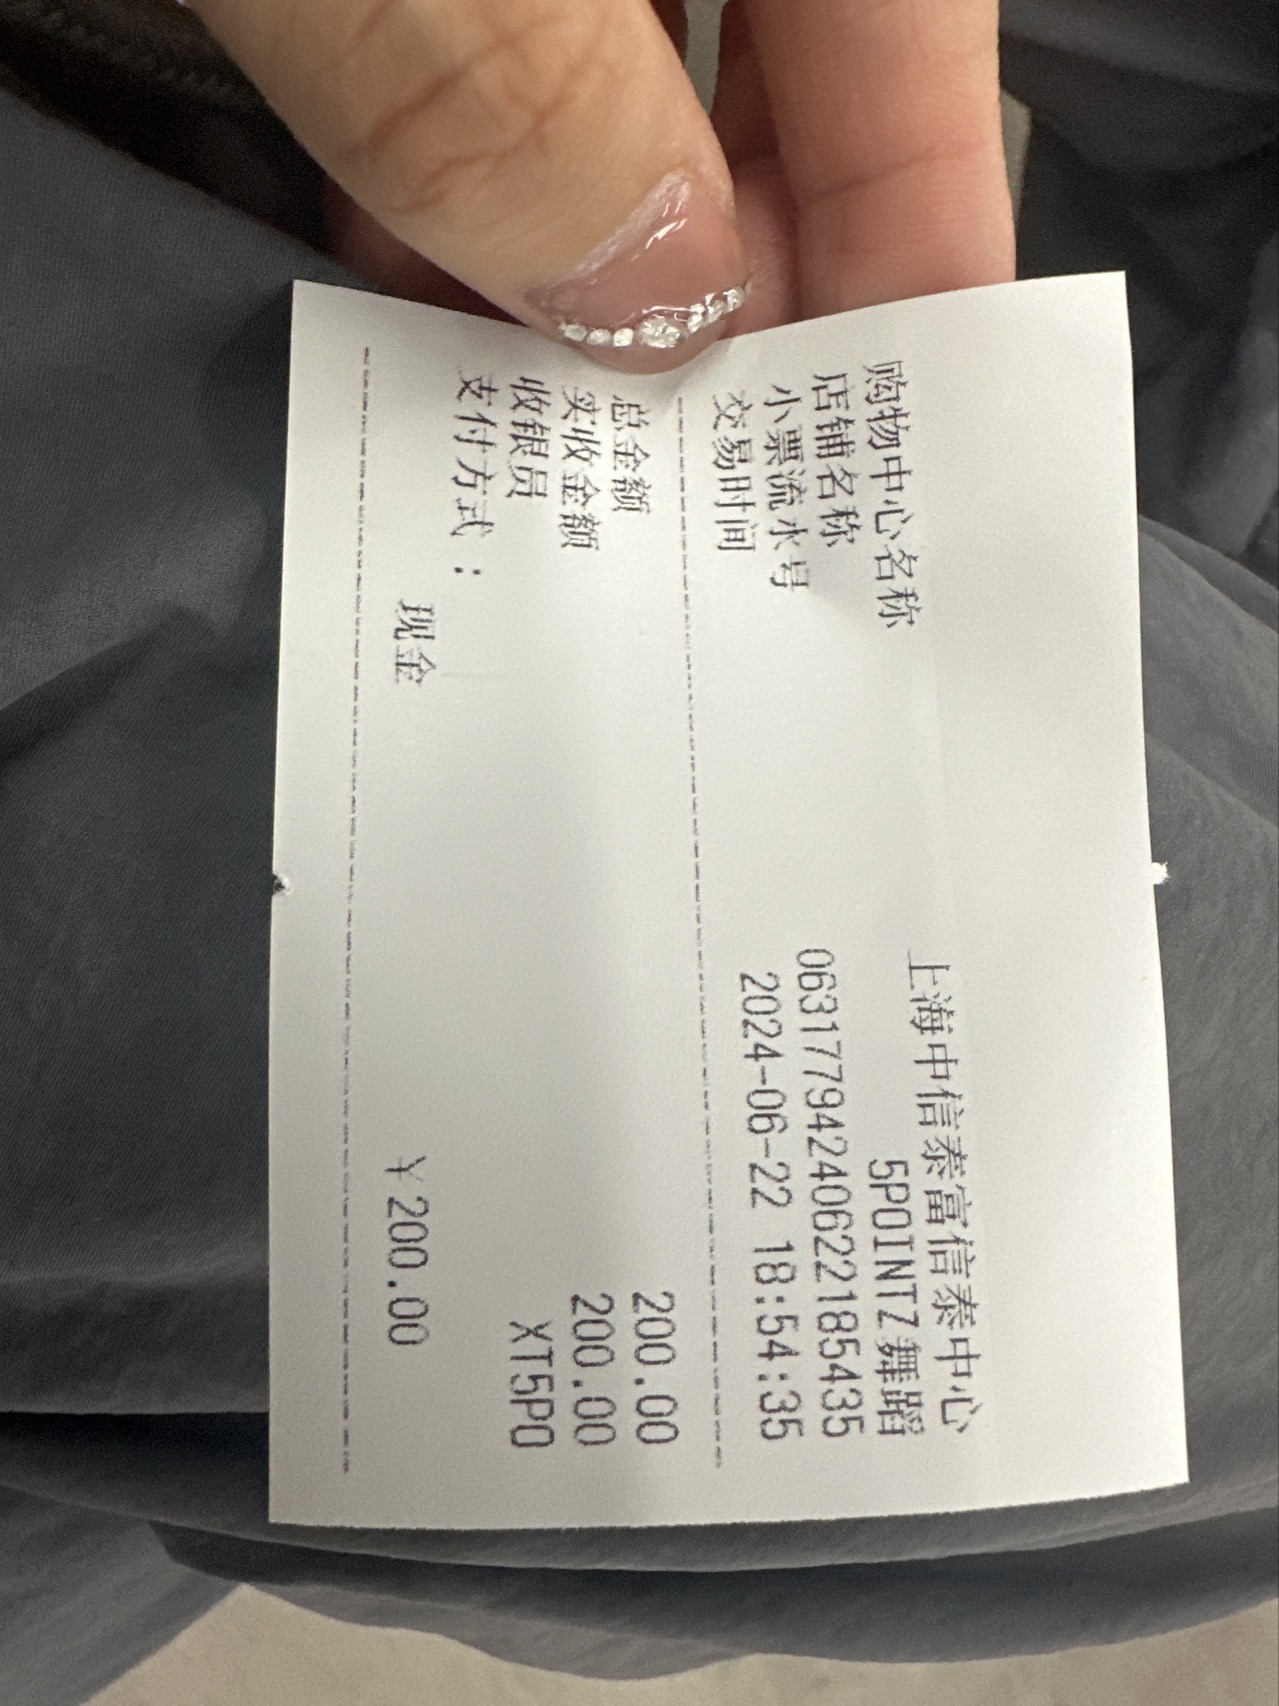 购物中心名称 上海中信泰富信泰中心
店铺名称 5POINTZ舞蹈
小票流水号 0631779424062218543​5
交易时间 2024-06-22 18:54:35
总金额 200.00
实收金额 200.00
收银员 XT5PO
支付方式：
现金 ¥200.00